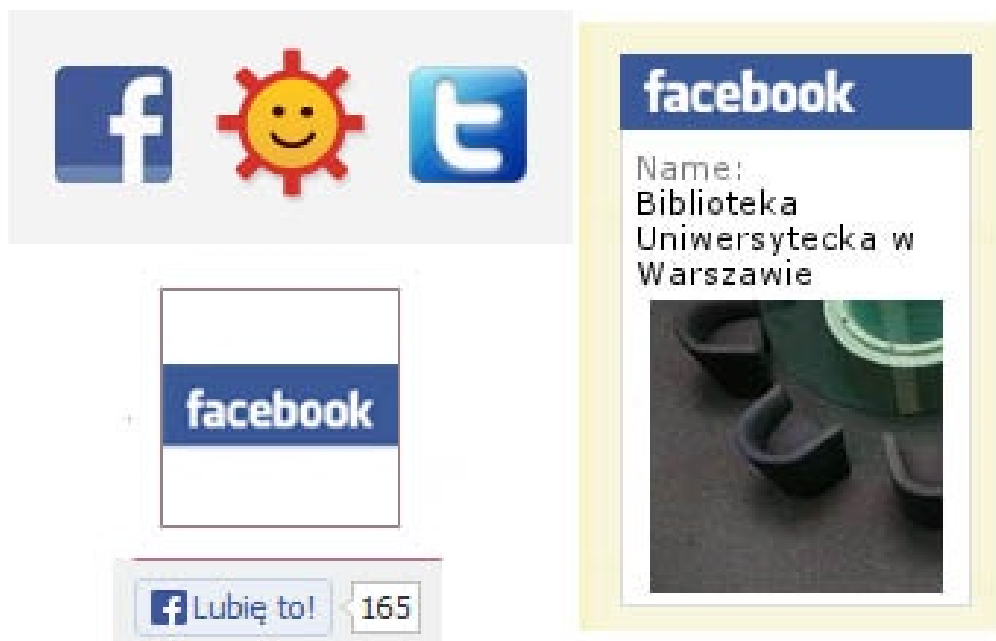 f
t
facebook
Name:
Biblioteka
Uniwersytecka w
Warszawie
facebook
f Lubię to! 165